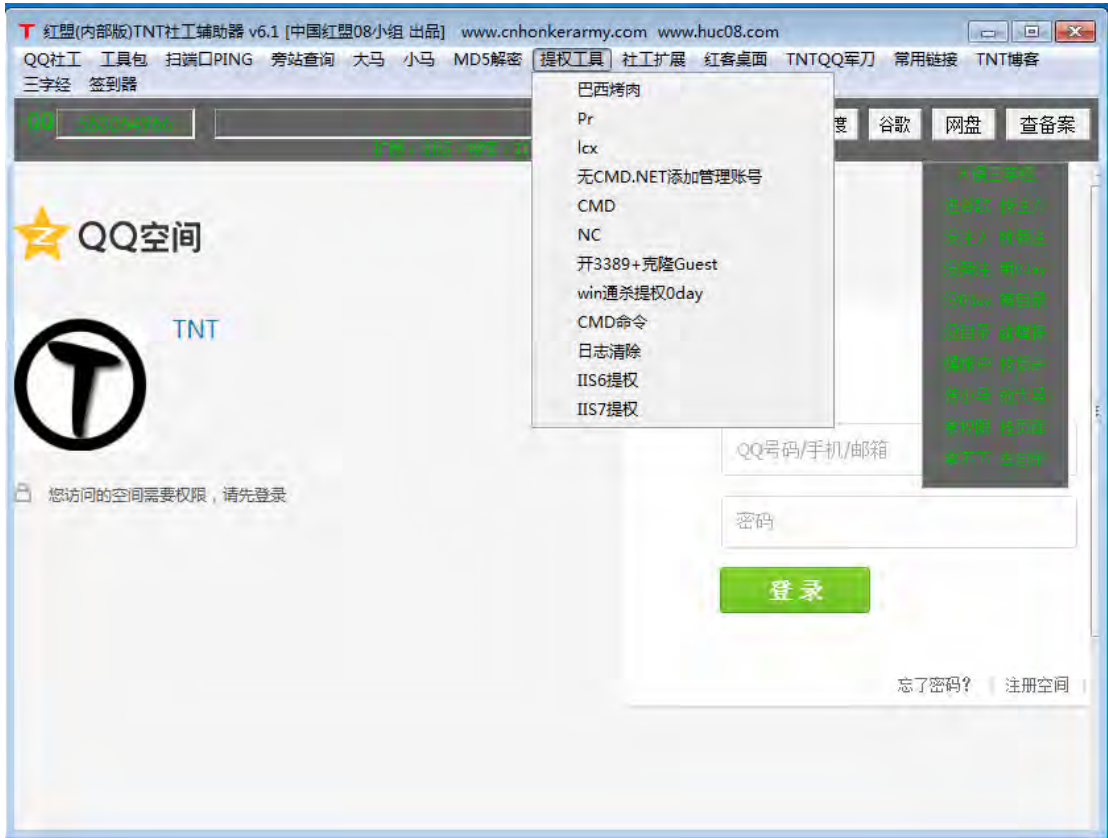 T 红盟(内部版)TNT社工辅助器 v6.1 [中国红盟08小组 出品] www.cnhonkerarmy.com www.huc08.com
QQ社工 工具包 扫端口PING 旁站查询 大马 小马 MD5解密 提权工具 社工扩展 红客桌面 TNTQQ军刀 常用链接 TNT博客
三字经 签到器
巴西烤肉
Pr
lcx
无CMD.NET添加管理账号
CMD
NC
开3389+克隆Guest
win通杀提权0day
CMD命令
日志清除
IIS6提权
IIS7提权
QQ
度 谷歌 网盘 查备案
QQ空间
TNT
您访问的空间需要权限，请先登录
QQ号码/手机/邮箱
密码
登 录
忘了密码? 注册空间